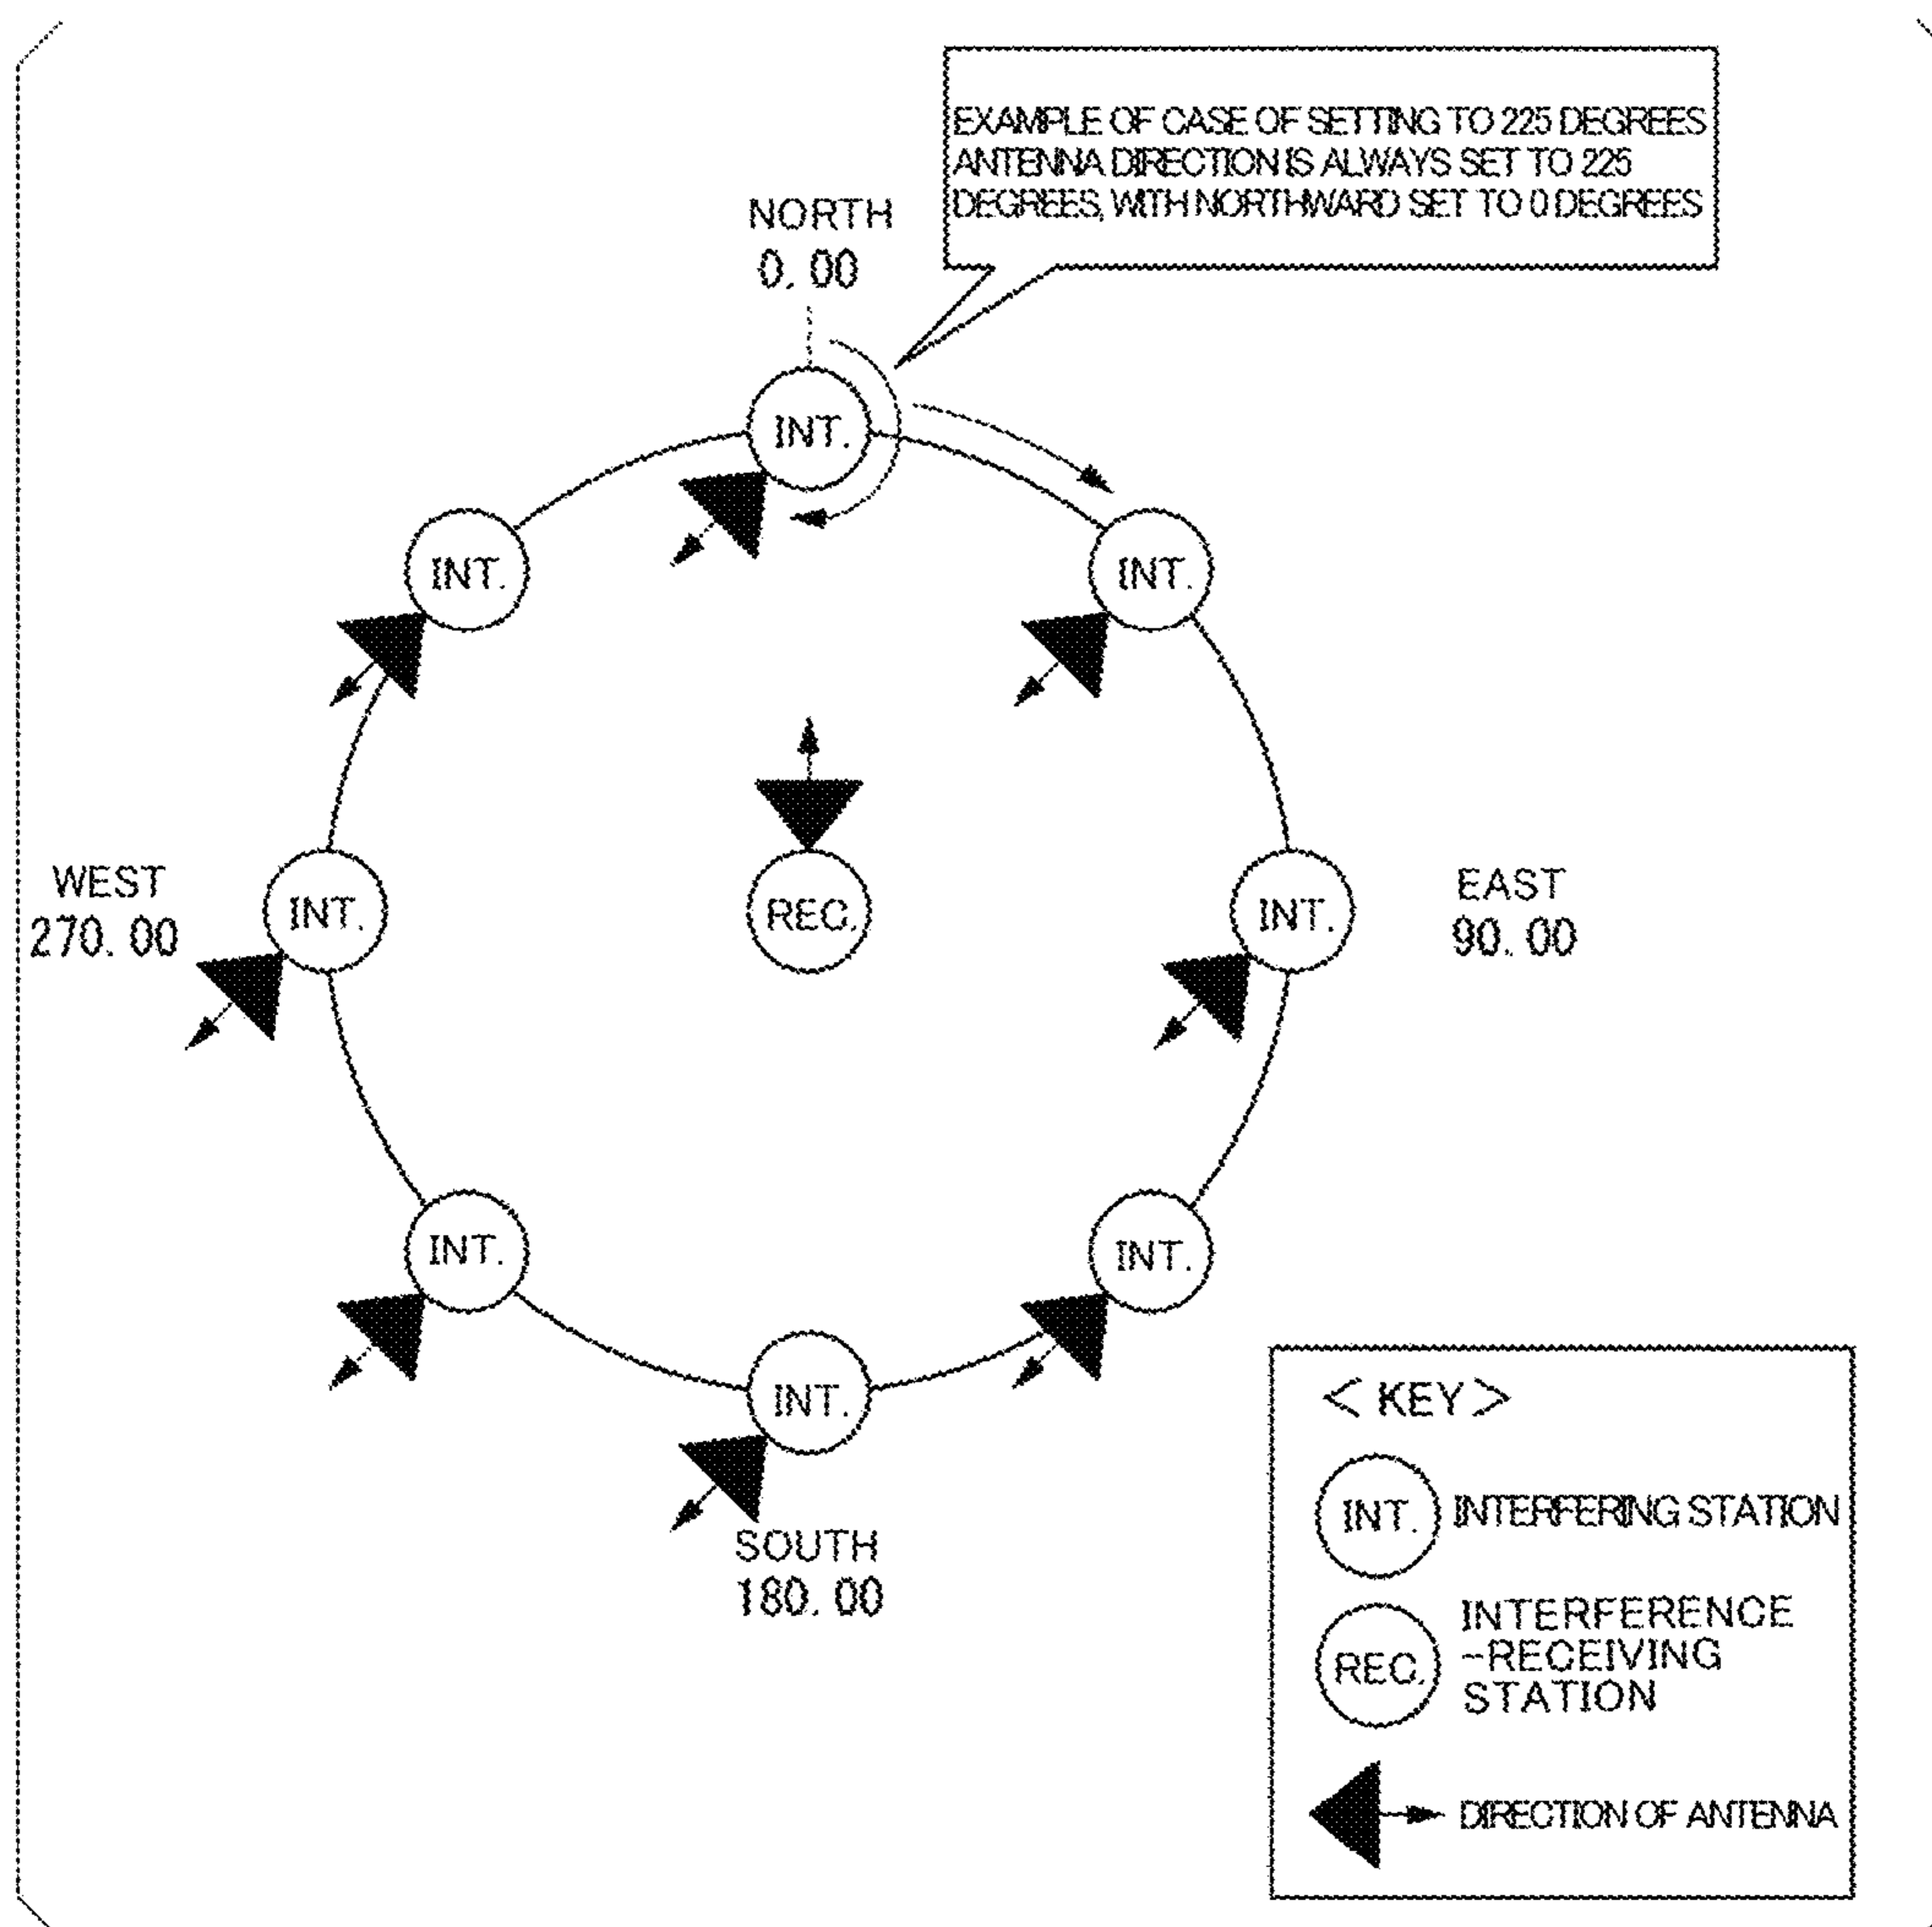 EXAMPLE OF CASE OF SETTING TO 225 DEGREES
ANTENNA DIRECTION IS ALWAYS SET TO 225
DEGREES, WITH NORTHWARD SET TO 0 DEGREES
NORTH
0.00
INT.
INT.
INT.
WEST
270.00
INT.
REC.
INT.
EAST
90.00
INT.
INT.
INT.
SOUTH
180.00
< KEY >
INT. INTERFERING STATION
REC. INTERFERENCE
-RECEIVING
STATION
DIRECTION OF ANTENNA